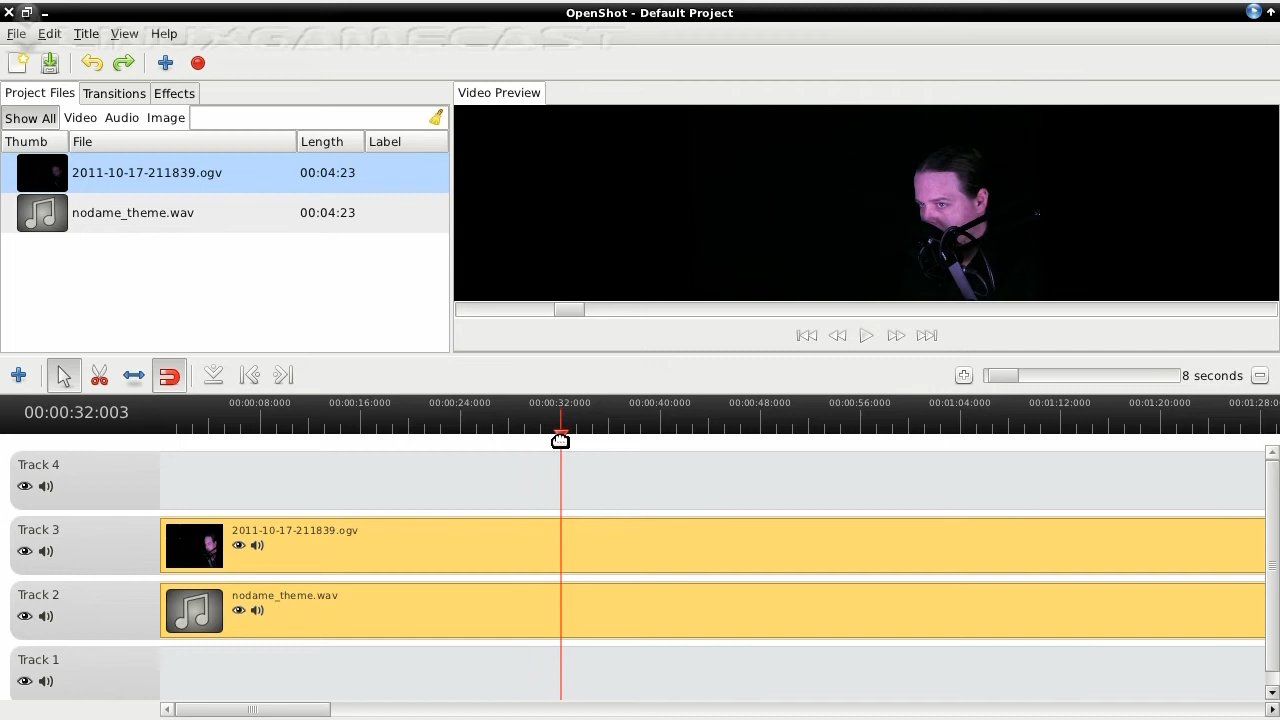 OpenShot - Default Project
File Edit Title View Help
LINUXGAMECAST
Project Files Transitions Effects
Video Preview
Show All Video Audio Image
Thumb File Length Label
2011-10-17-211839.ogv 00:04:23
nodame_theme.wav 00:04:23
8 seconds
00:00:32:003
00:00:08:000 00:00:16:000 00:00:24:000 00:00:32:000 00:00:40:000 00:00:48:000 00:00:56:000 00:01:04:000 00:01:12:000 00:01:20:000 00:01:28:0
Track 4
Track 3
2011-10-17-211839.ogv
Track 2
nodame_theme.wav
Track 1